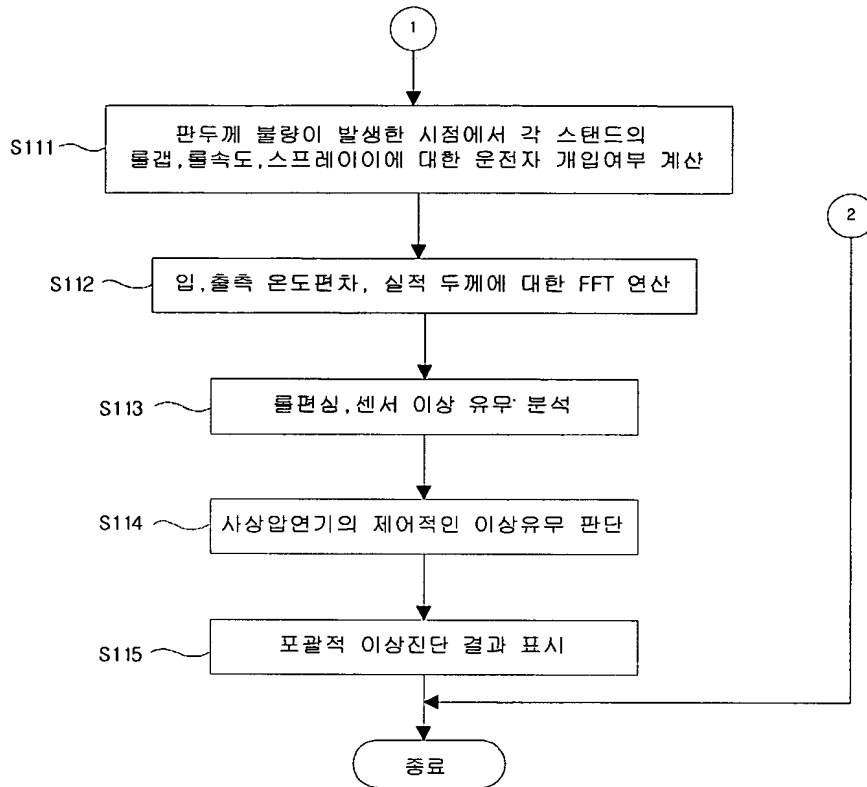 1
S111
판두께 불량이 발생한 시점에서 각 스탠드의
롤갭,롤속도,스프레이이에 대한 운전자 개입여부 계산
2
S112
입,출측 온도편차, 실적 두께에 대한 FFT 연산
S113
롤편심,센서 이상 유무 분석
S114
사상압연기의 제어적인 이상유무 판단
S115
포괄적 이상진단 결과 표시
종료